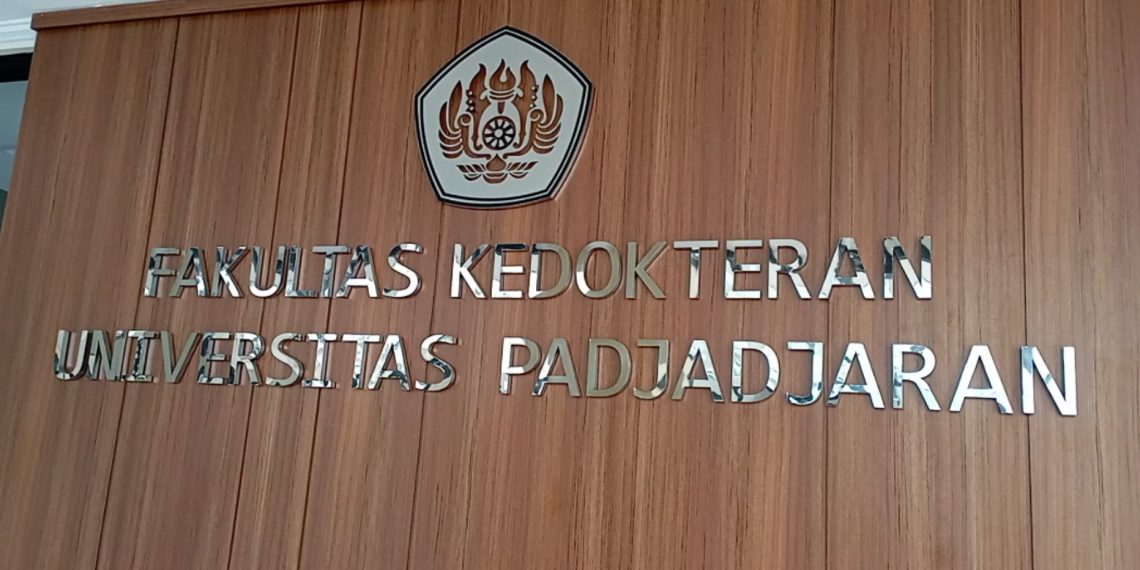 FAKULTAS KEDOKTERAN
UNIVERSITAS PADJADJARAN